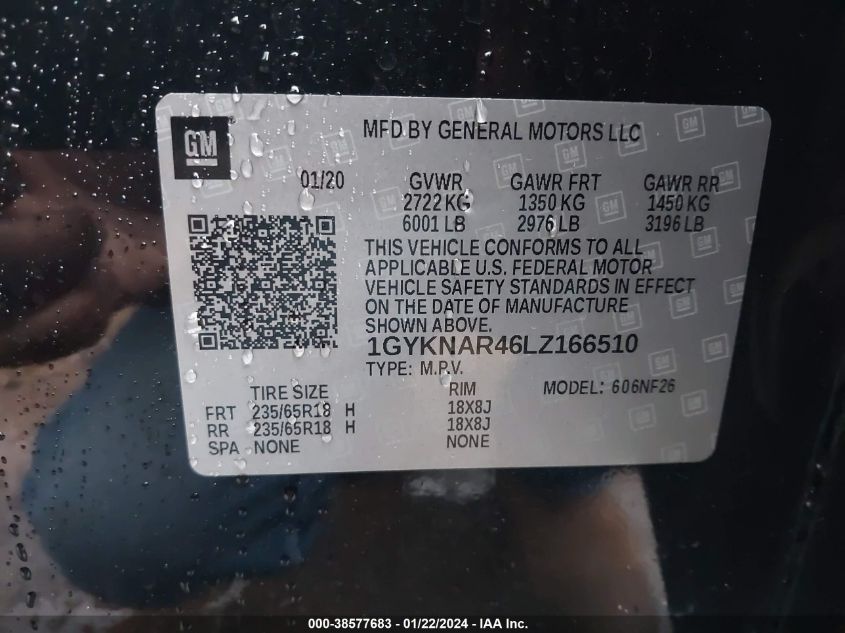 GM
MFD BY GENERAL MOTORS LLC
01/20 GVWR GAWR FRT GAWR RR
2722 KG 1350 KG 1450 KG
6001 LB 2976 LB 3196 LB
THIS VEHICLE CONFORMS TO ALL
APPLICABLE U.S. FEDERAL MOTOR
VEHICLE SAFETY STANDARDS IN EFFECT
ON THE DATE OF MANUFACTURE
SHOWN ABOVE.
1GYKNAR46LZ166510
TYPE: M.P.V.
TIRE SIZE RIM MODEL: 606NF26
FRT 235/65R18 H 18X8J
RR 235/65R18 H 18X8J
SPA NONE NONE
000-38577683 - 01/22/2024 - IAA Inc.